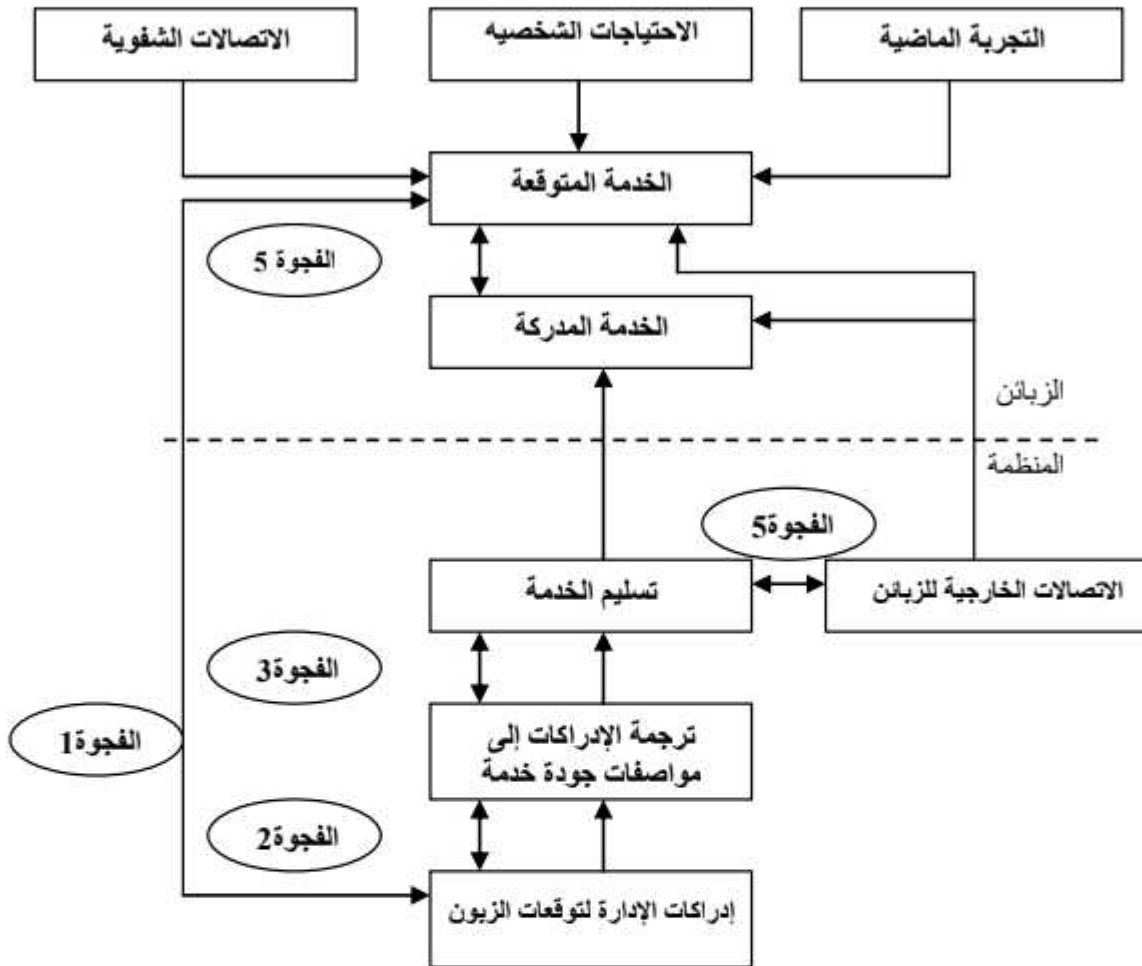 التجربة الماضية
الاحتياجات الشخصيه
الاتصالات الشفوية
الخدمة المتوقعة
الفجوة 5
الخدمة المدركة
الزبائن
المنظمة
الفجوة5
الاتصالات الخارجية للزبائن
تسليم الخدمة
الفجوة3
ترجمة الإدراكات إلى
مواصفات جودة خدمة
الفجوة1
الفجوة2
إدراكات الإدارة لتوقعات الزبون